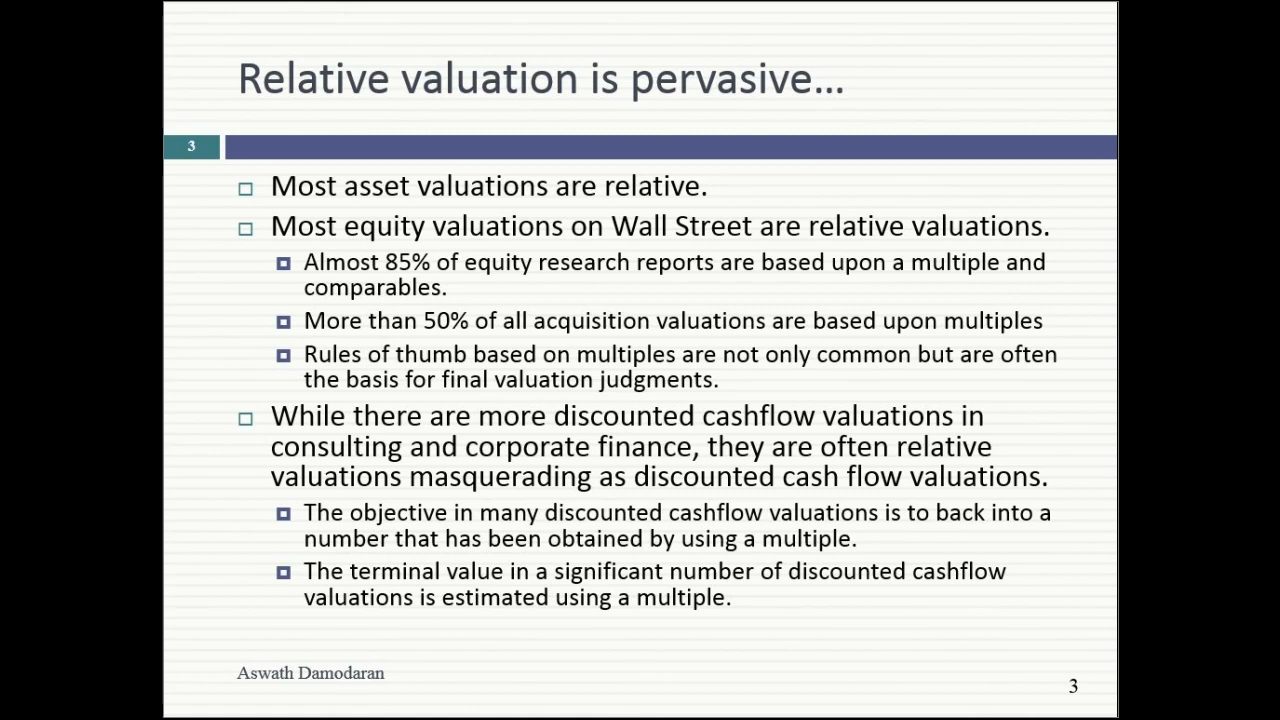 Relative valuation is pervasive…
3
Most asset valuations are relative.
Most equity valuations on Wall Street are relative valuations.
Almost 85% of equity research reports are based upon a multiple and
comparables.
More than 50% of all acquisition valuations are based upon multiples
Rules of thumb based on multiples are not only common but are often
the basis for final valuation judgments.
While there are more discounted cashflow valuations in
consulting and corporate finance, they are often relative
valuations masquerading as discounted cash flow valuations.
The objective in many discounted cashflow valuations is to back into a
number that has been obtained by using a multiple.
The terminal value in a significant number of discounted cashflow
valuations is estimated using a multiple.
Aswath Damodaran
3